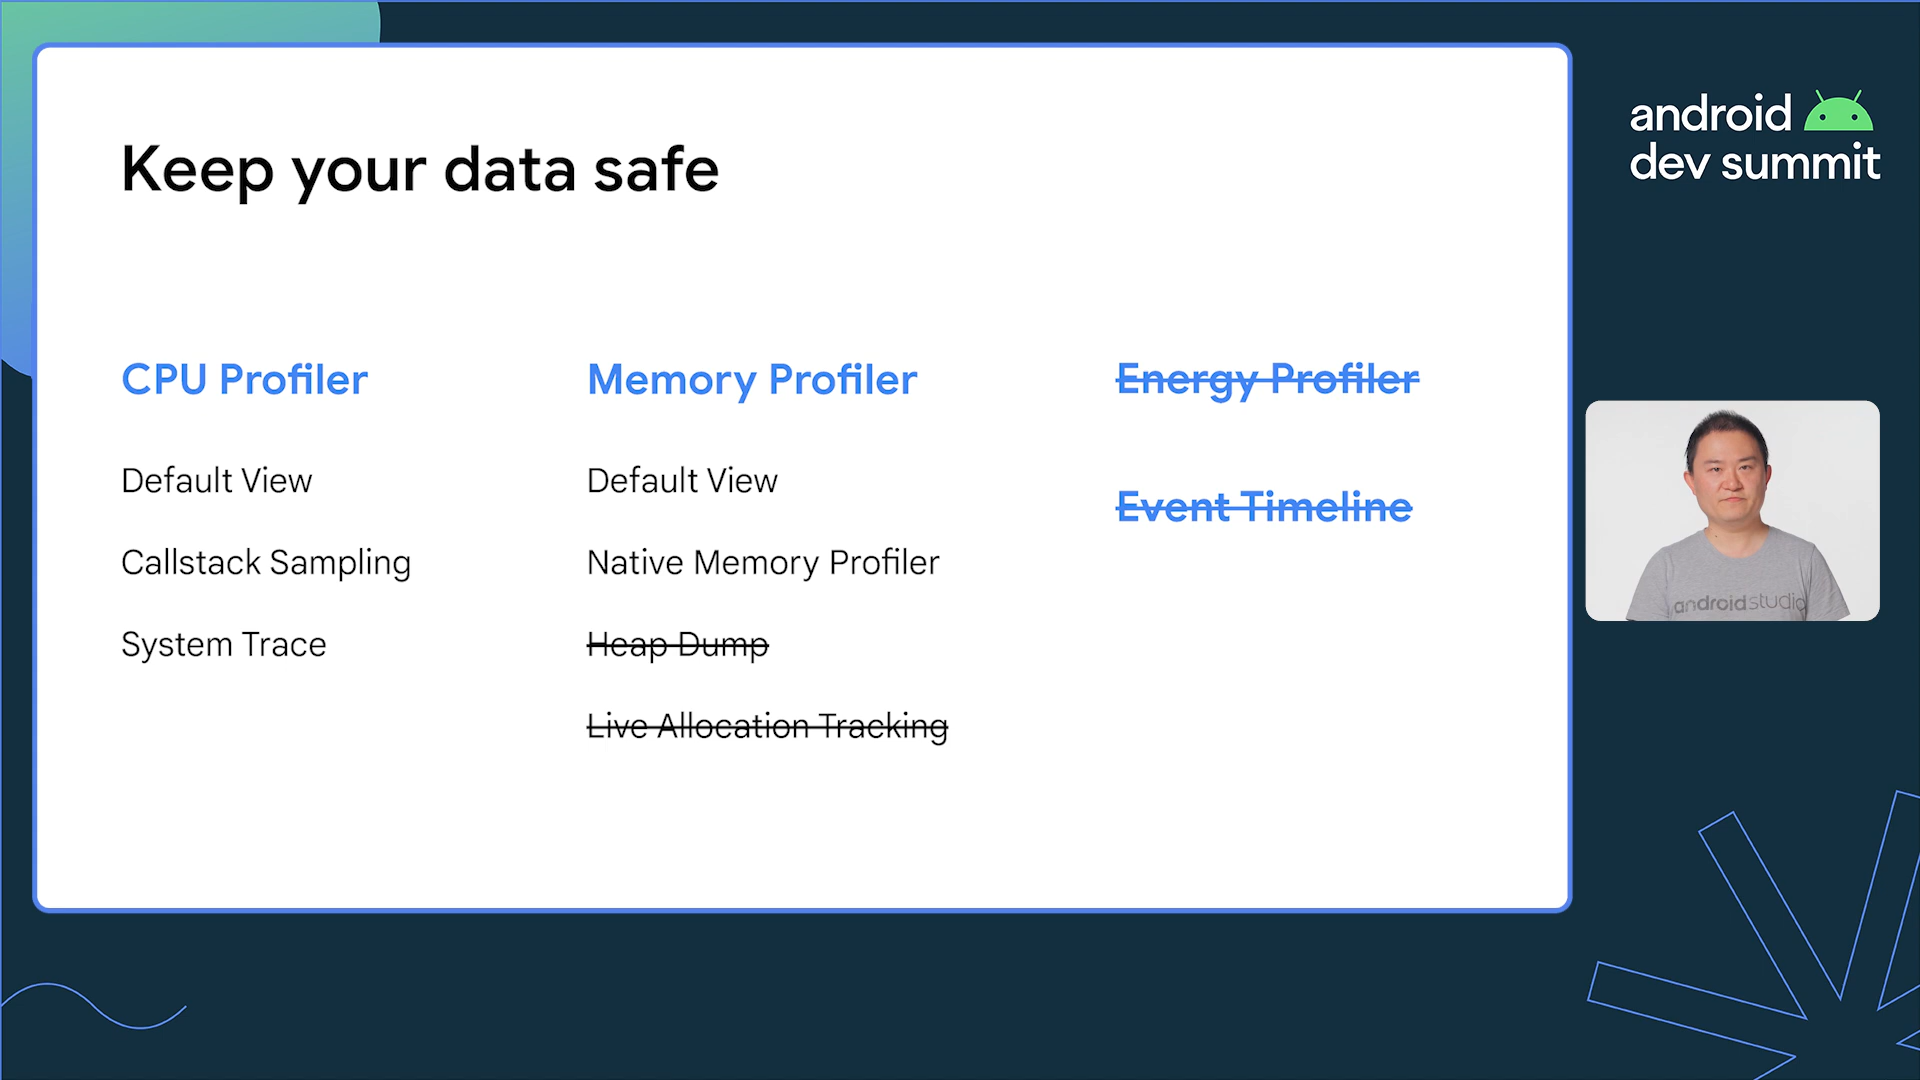 Keep your data safe
CPU Profiler
Default View
Callstack Sampling
System Trace
Memory Profiler
Default View
Native Memory Profiler
Heap Dump
Live Allocation Tracking
Energy Profiler
Event Timeline
android
dev summit
androidstudio